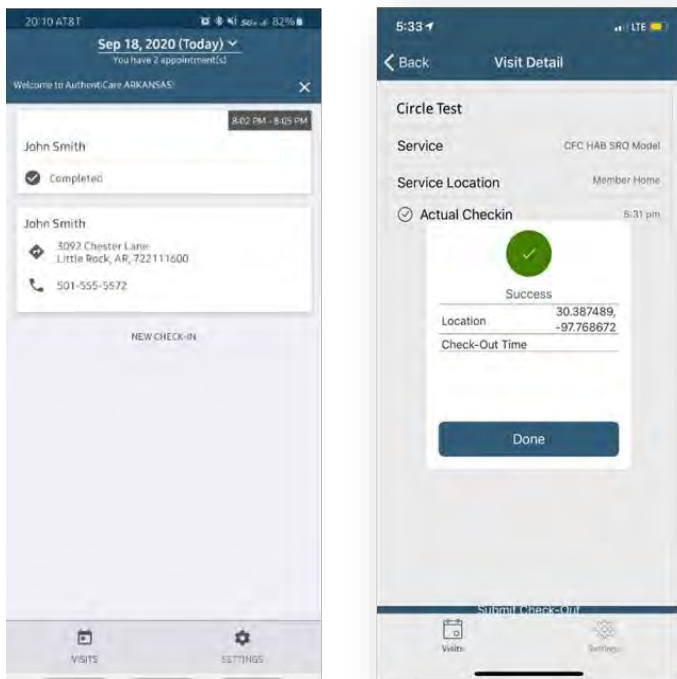 20:10 AT&T 82%
Sep 18, 2020 (Today)
You have 2 appointment(s)
Welcome to AuthentiCare ARKANSAS!
8:02 PM - 8:05 PM
John Smith
Completed
John Smith
3092 Chester Lane
Little Rock, AR, 722111600
501-555-5572
NEW CHECK-IN
VISITS
SETTINGS
5:33 LTE
Back Visit Detail
Circle Test
Service CFC HAB SRO Model
Service Location Member Home
Actual Checkin 5:31 pm
Success
Location 30.387489,
-97.768672
Check-Out Time
Done
Submit Check-Out
Visits Settings